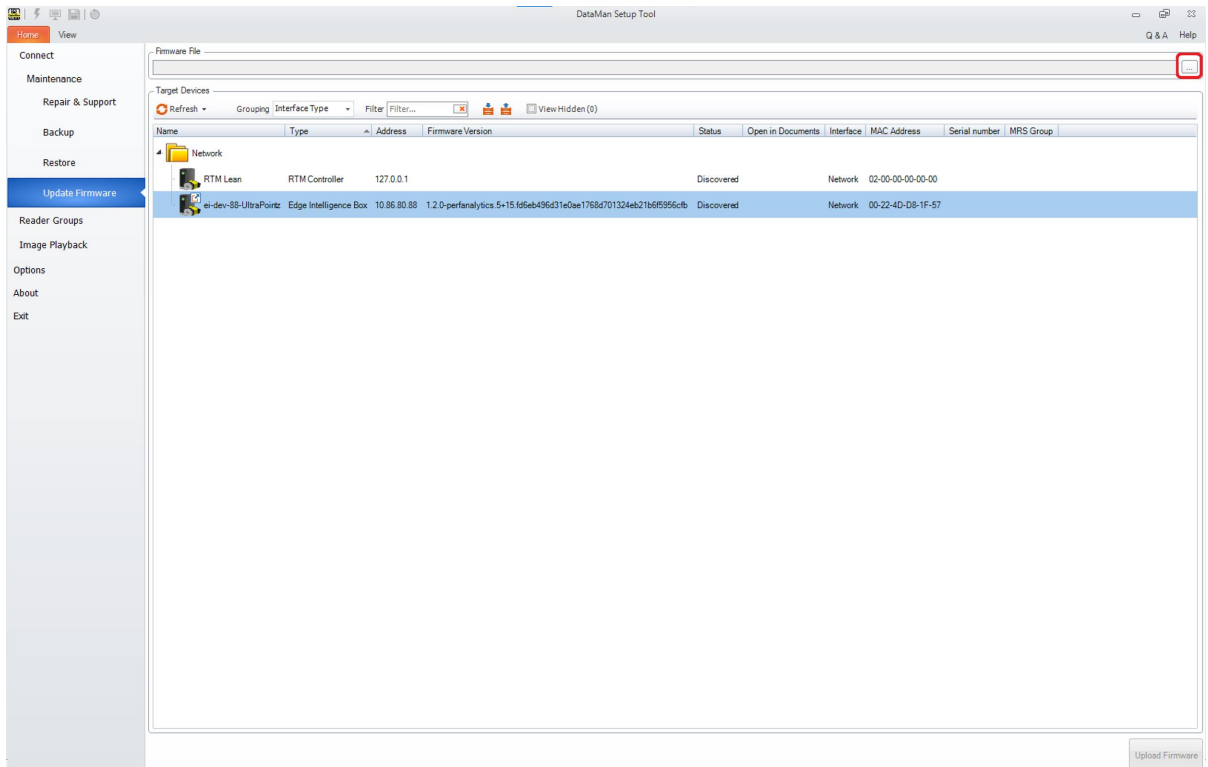 DataMan Setup Tool
Home View Q & A Help
Connect
Maintenance
Repair & Support
Backup
Restore
Update Firmware
Reader Groups
Image Playback
Options
About
Exit
Firmware File
...
Target Devices
Refresh Grouping Interface Type Filter Filter... View Hidden (0)
Name Type Address Firmware Version Status Open in Documents Interface MAC Address Serial number MRS Group
Network
RTM Lean RTM Controller 127.0.0.1 Discovered Network 02-00-00-00-00-00
ei-dev-88-UltraPointz Edge Intelligence Box 10.86.80.88 1.2.0-perfanalytics.5+15.fd6eb496d31e0ae1768d701324eb21b6f5956cfb Discovered Network 00-22-4D-D8-1F-57
Upload Firmware